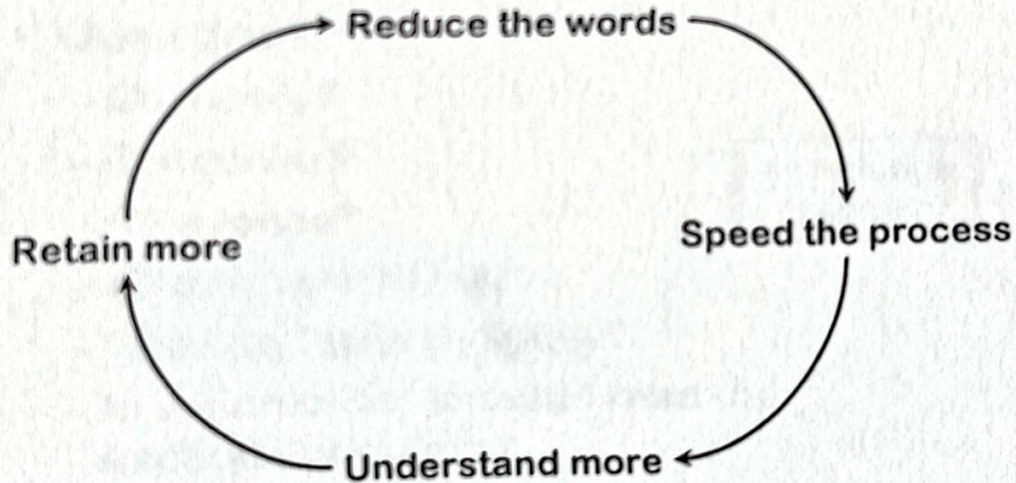 Reduce the words
Speed the process
Understand more
Retain more